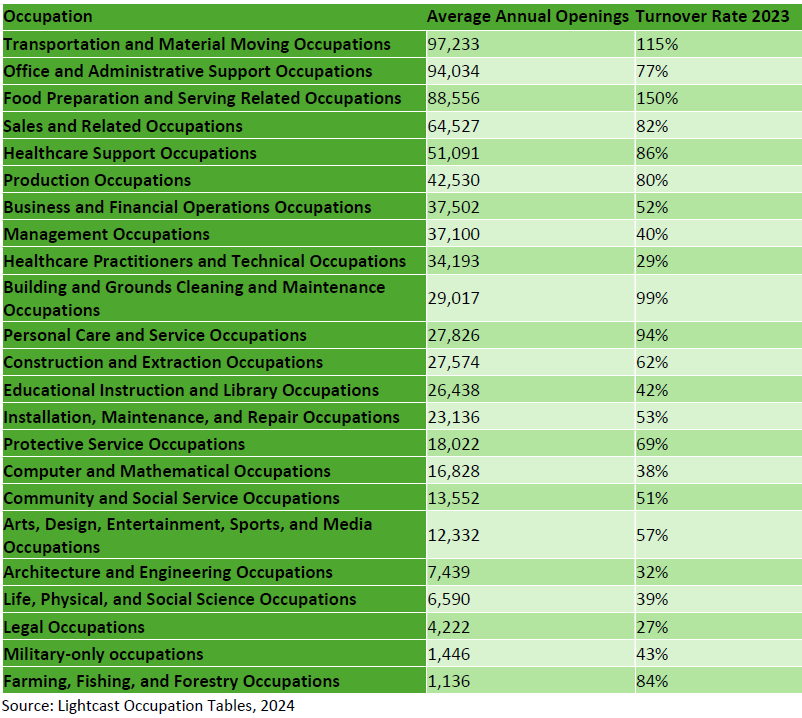 Occupation Average Annual Openings Turnover Rate 2023
Transportation and Material Moving Occupations 97,233 115%
Office and Administrative Support Occupations 94,034 77%
Food Preparation and Serving Related Occupations 88,556 150%
Sales and Related Occupations 64,527 82%
Healthcare Support Occupations 51,091 86%
Production Occupations 42,530 80%
Business and Financial Operations Occupations 37,502 52%
Management Occupations 37,100 40%
Healthcare Practitioners and Technical Occupations 34,193 29%
Building and Grounds Cleaning and Maintenance
Occupations 29,017 99%
Personal Care and Service Occupations 27,826 94%
Construction and Extraction Occupations 27,574 62%
Educational Instruction and Library Occupations 26,438 42%
Installation, Maintenance, and Repair Occupations 23,136 53%
Protective Service Occupations 18,022 69%
Computer and Mathematical Occupations 16,828 38%
Community and Social Service Occupations 13,552 51%
Arts, Design, Entertainment, Sports, and Media
Occupations 12,332 57%
Architecture and Engineering Occupations 7,439 32%
Life, Physical, and Social Science Occupations 6,590 39%
Legal Occupations 4,222 27%
Military-only occupations 1,446 43%
Farming, Fishing, and Forestry Occupations 1,136 84%
Source: Lightcast Occupation Tables, 2024